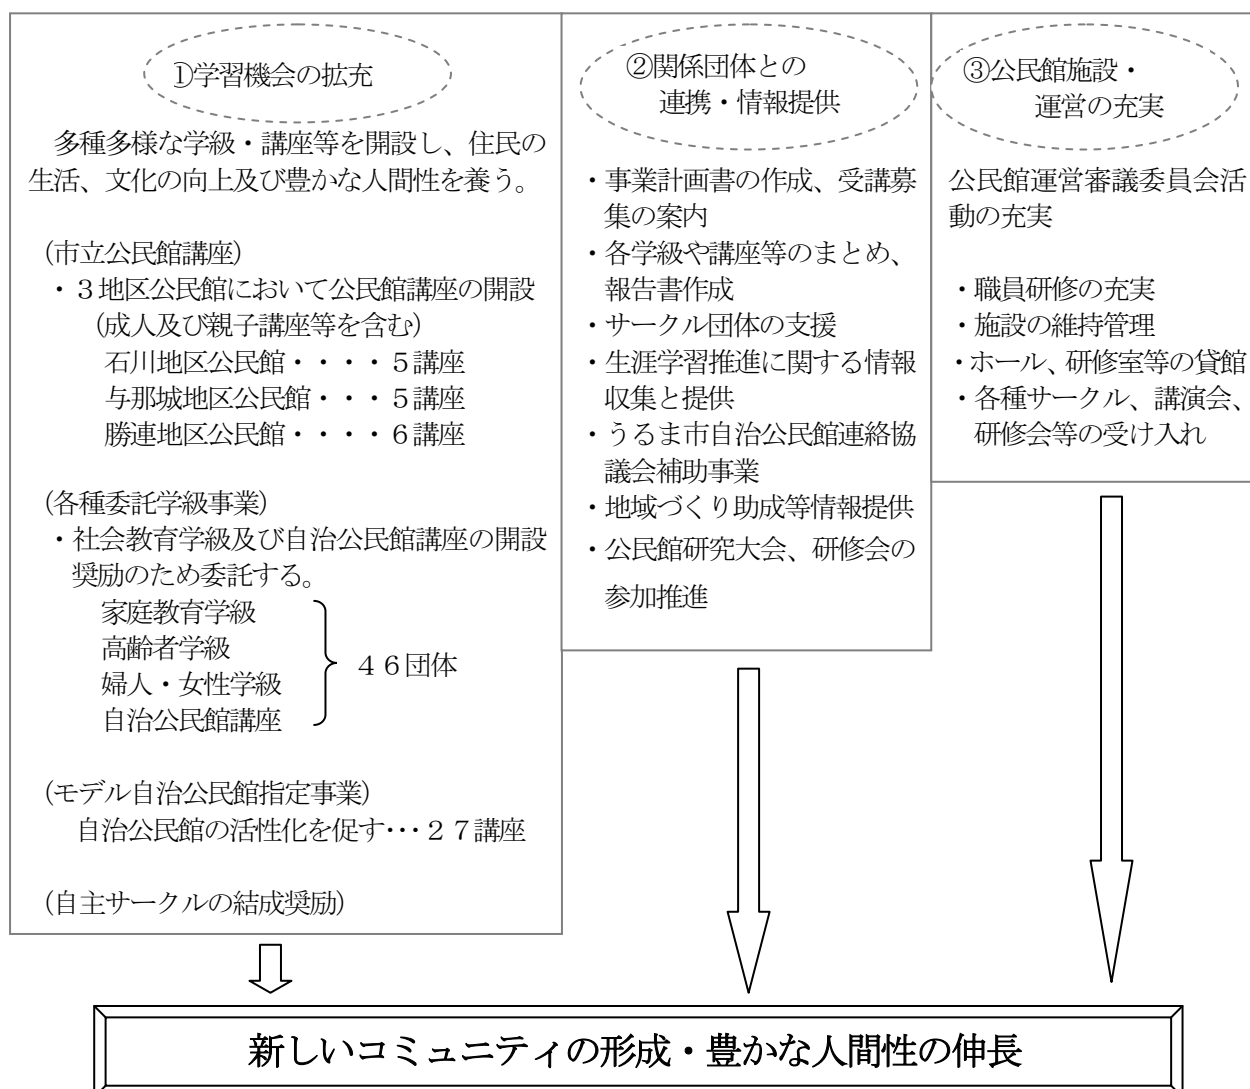 ①学習機会の拡充
多種多様な学級・講座等を開設し、住民の
生活、文化の向上及び豊かな人間性を養う。
(市立公民館講座)
・３地区公民館において公民館講座の開設
(成人及び親子講座等を含む)
石川地区公民館・・・・５講座
与那城地区公民館・・・５講座
勝連地区公民館・・・・６講座
(各種委託学級事業)
・社会教育学級及び自治公民館講座の開設
奨励のため委託する。
家庭教育学級
高齢者学級
婦人・女性学級
自治公民館講座
４６団体
(モデル自治公民館指定事業)
自治公民館の活性化を促す・・・２７講座
(自主サークルの結成奨励)
②関係団体との
連携・情報提供
・事業計画書の作成、受講募
集の案内
・各学級や講座等のまとめ、
報告書作成
・サークル団体の支援
・生涯学習推進に関する情報
収集と提供
・うるま市自治公民館連絡協
議会補助事業
・地域づくり助成等情報提供
・公民館研究大会、研修会の
参加推進
③公民館施設・
運営の充実
公民館運営審議委員会活
動の充実
・職員研修の充実
・施設の維持管理
・ホール、研修室等の貸館
・各種サークル、講演会、
研修会等の受け入れ
新しいコミュニティの形成・豊かな人間性の伸長